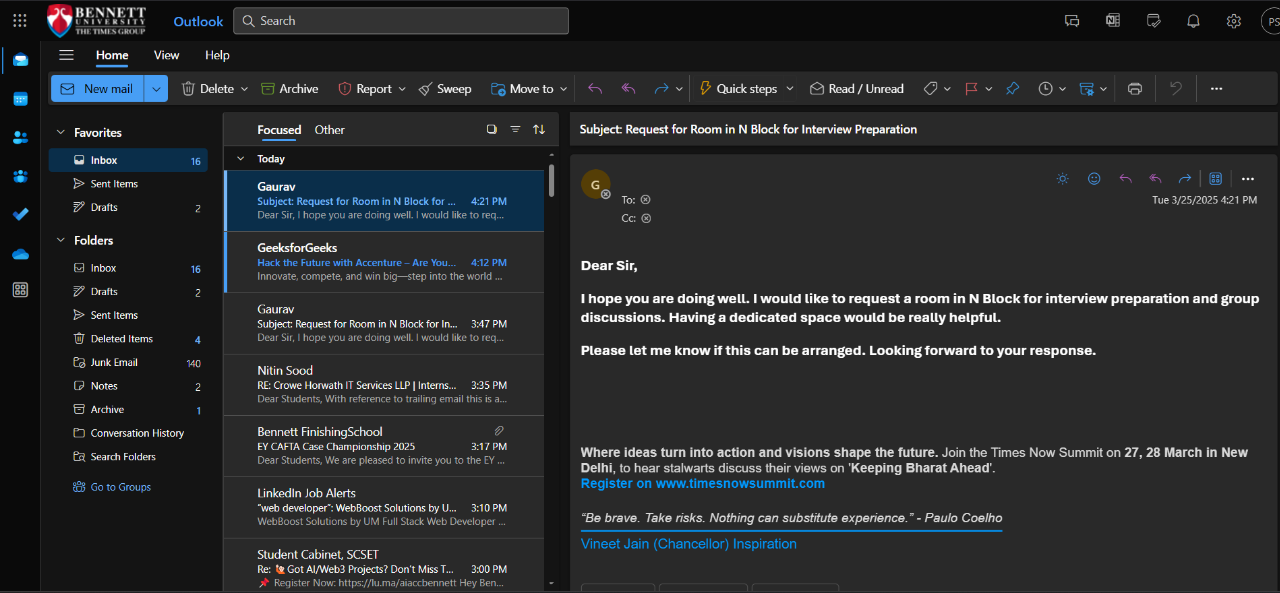 BENNETT
UNIVERSITY
THE TIMES GROUP
Outlook
Search
PS
Home View Help
New mail Delete Archive Report Sweep Move to Quick steps Read / Unread
Favorites
Inbox 16
Sent Items
Drafts 2
Folders
Inbox 16
Drafts 2
Sent Items
Deleted Items 4
Junk Email 140
Notes 2
Archive 1
Conversation History
Search Folders
Go to Groups
Focused Other
Today
Gaurav
Subject: Request for Room in N Block for ... 4:21 PM
Dear Sir, I hope you are doing well. I would like to req...
GeeksforGeeks
Hack the Future with Accenture – Are You... 4:12 PM
Innovate, compete, and win big—step into the world ...
Gaurav
Subject: Request for Room in N Block for In... 3:47 PM
Dear Sir, I hope you are doing well. I would like to req...
Nitin Sood
RE: Crowe Horwath IT Services LLP | Interns... 3:35 PM
Dear Students, With reference to trailing email this is a...
Bennett FinishingSchool
EY CAFTA Case Championship 2025 3:17 PM
Dear Students, We are pleased to invite you to the EY ...
LinkedIn Job Alerts
“web developer”: WebBoost Solutions by U... 3:10 PM
WebBoost Solutions by UM Full Stack Web Developer ...
Student Cabinet, SCSET
Re: 🙋Got AI/Web3 Projects? Don't Miss T... 3:00 PM
📌 Register Now: https://lu.ma/aiaccbennett Hey Ben...
Subject: Request for Room in N Block for Interview Preparation
G
To:
Cc:
Tue 3/25/2025 4:21 PM
Dear Sir,
I hope you are doing well. I would like to request a room in N Block for interview preparation and group
discussions. Having a dedicated space would be really helpful.
Please let me know if this can be arranged. Looking forward to your response.
Where ideas turn into action and visions shape the future. Join the Times Now Summit on 27, 28 March in New
Delhi, to hear stalwarts discuss their views on 'Keeping Bharat Ahead'.
Register on www.timesnowsummit.com
“Be brave. Take risks. Nothing can substitute experience.” - Paulo Coelho
Vineet Jain (Chancellor) Inspiration